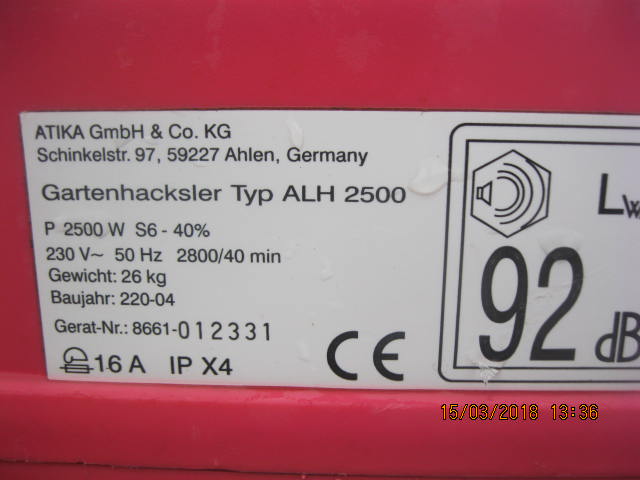 ATIKA GmbH & Co. KG
Schinkelstr. 97, 59227 Ahlen, Germany
Gartenhacksler Typ ALH 2500
P 2500 W S6 - 40%
230 V~ 50 Hz 2800/40 min
Gewicht: 26 kg
Baujahr: 220-04
Gerat-Nr.: 8661-012331
16 A IP X4
CE
LWA
92 dB
15/03/2018 13:36